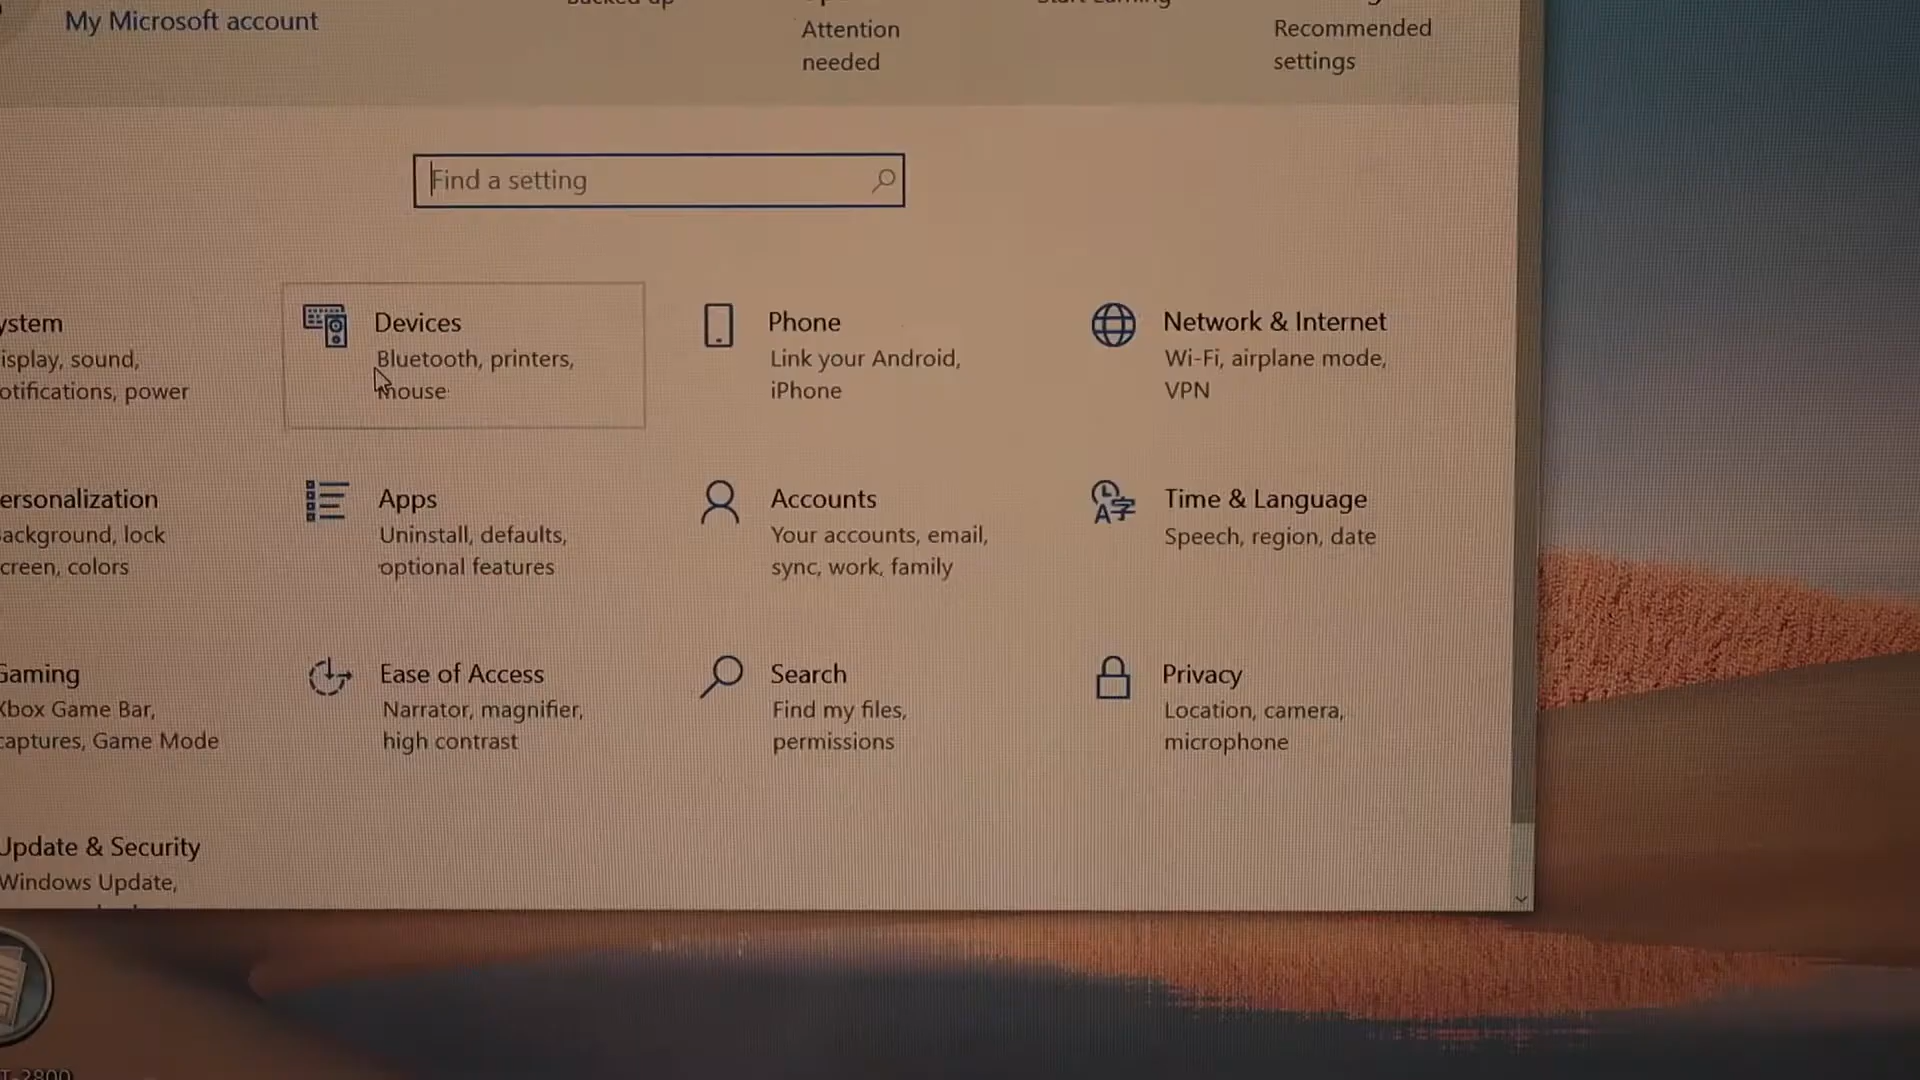 My Microsoft account
Attention
needed
Recommended
settings
Find a setting
ystem
isplay, sound,
otifications, power
Devices
Bluetooth, printers,
mouse
Phone
Link your Android,
iPhone
Network & Internet
Wi-Fi, airplane mode,
VPN
ersonalization
ackground, lock
creen, colors
Apps
Uninstall, defaults,
optional features
Accounts
Your accounts, email,
sync, work, family
Time & Language
Speech, region, date
Gaming
Xbox Game Bar,
captures, Game Mode
Ease of Access
Narrator, magnifier,
high contrast
Search
Find my files,
permissions
Privacy
Location, camera,
microphone
Update & Security
Windows Update,